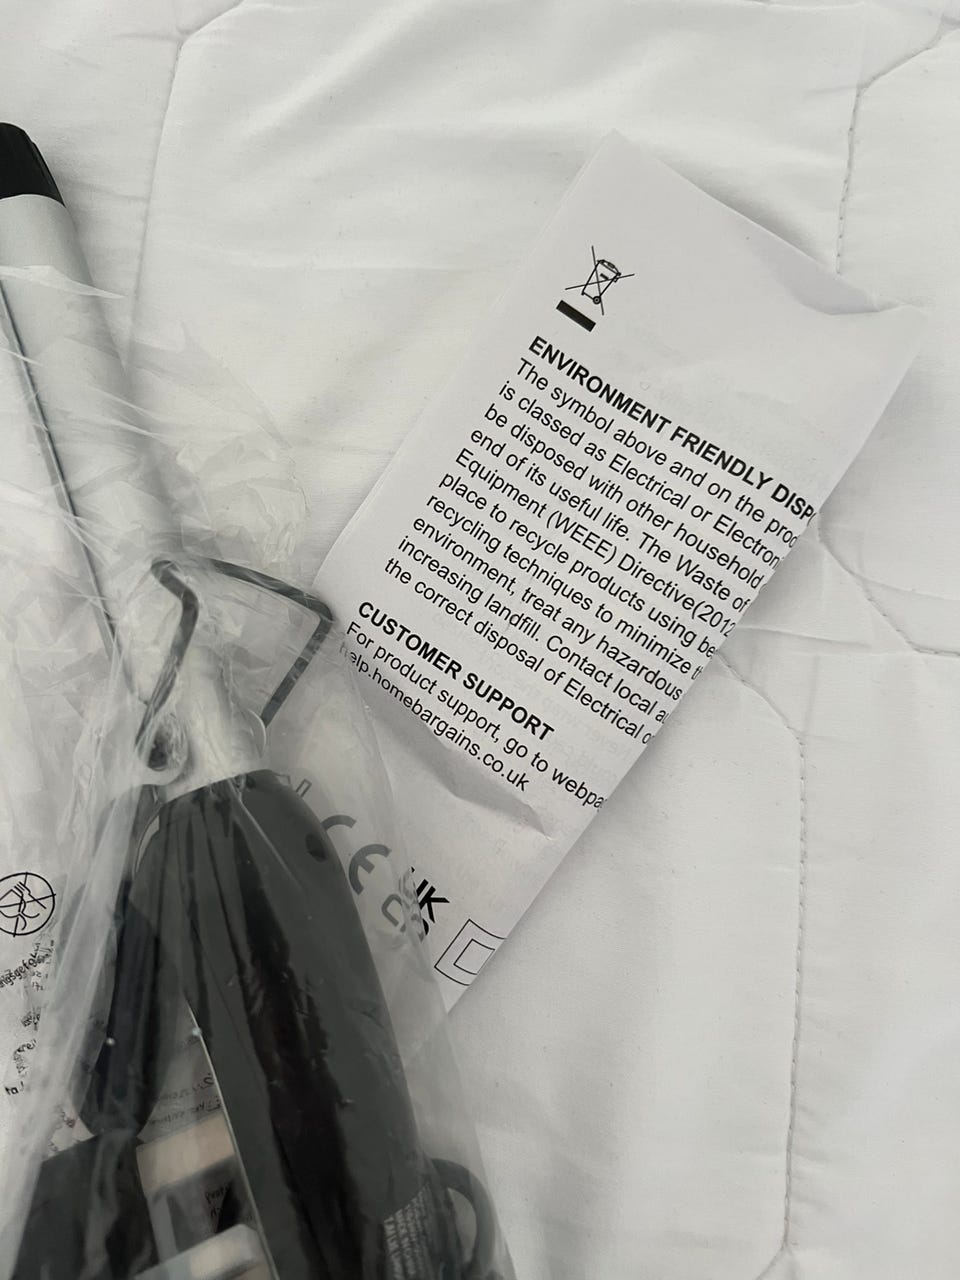 ENVIRONMENT FRIENDLY DISP
The symbol above and on the prod
is classed as Electrical or Electron
be disposed with other household
end of its useful life. The Waste of
Equipment (WEEE) Directive(2012
place to recycle products using be
recycling techniques to minimize t
environment, treat any hazardous
increasing landfill. Contact local a
the correct disposal of Electrical o
CUSTOMER SUPPORT
For product support, go to webpa
help.homebargains.co.uk
CE
UK